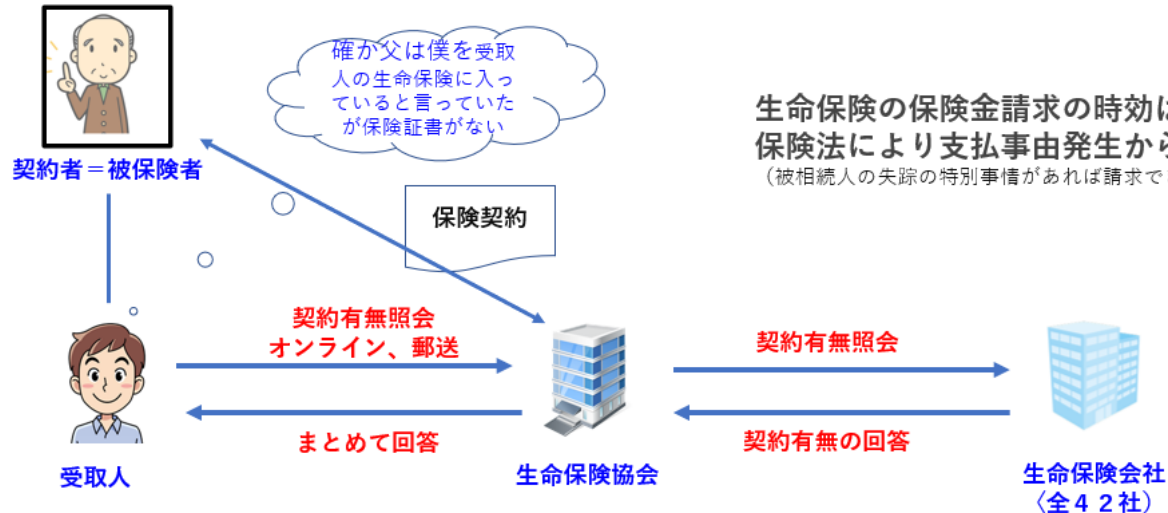 確か父は僕を受取
人の生命保険に入っ
ていると言っていた
が保険証書がない
生命保険の保険金請求の時効は
保険法により支払事由発生から
（被相続人の失踪の特別事情があれば請求でき
契約者＝被保険者
保険契約
契約有無照会
オンライン、郵送
契約有無照会
まとめて回答
契約有無の回答
受取人
生命保険協会
生命保険会社
〈全４２社）